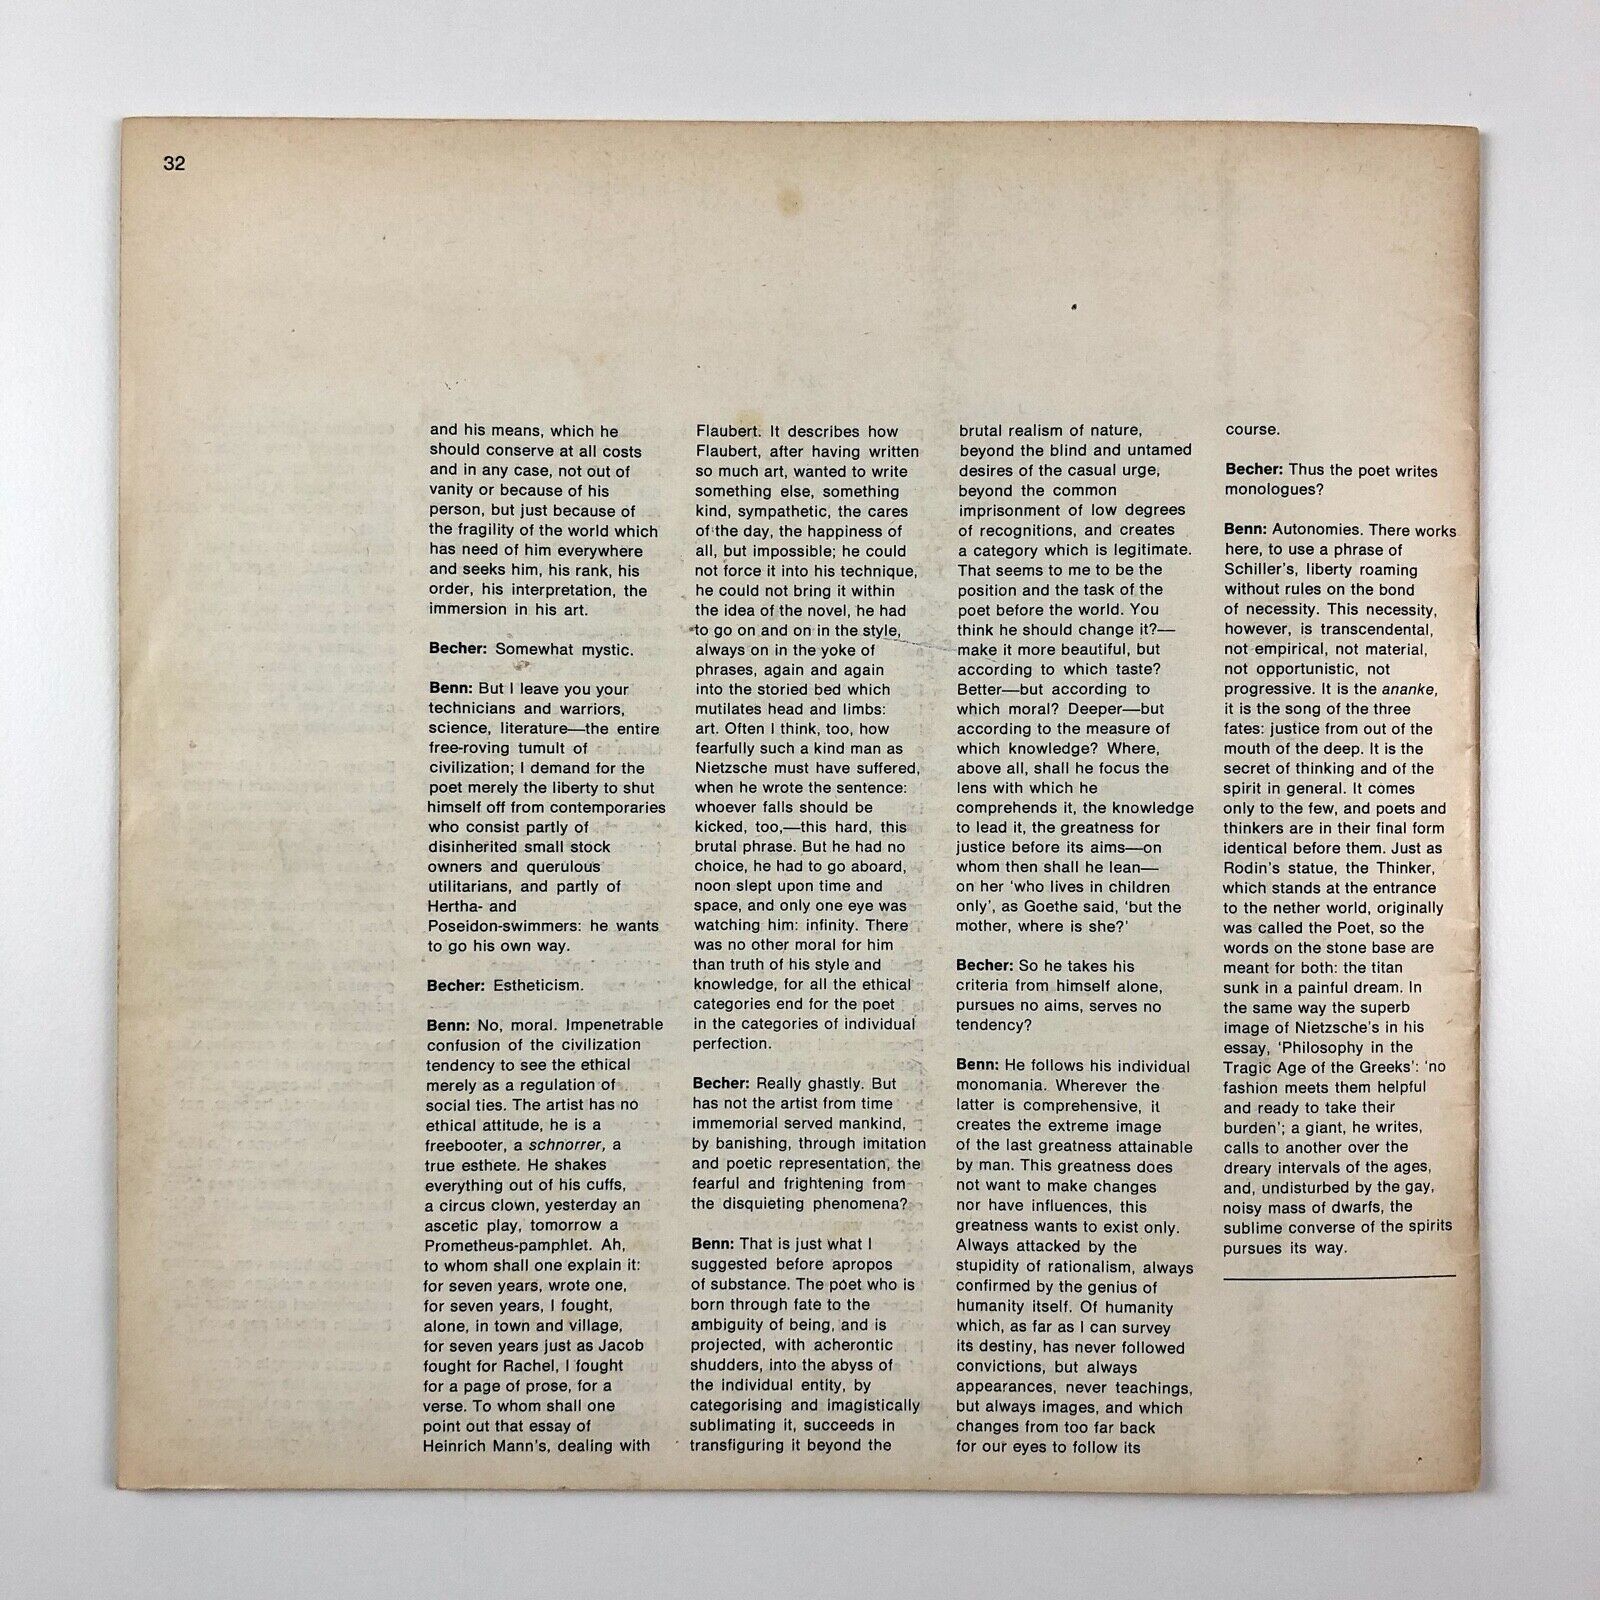 32
and his means, which he
should conserve at all costs
and in any case, not out of
vanity or because of his
person, but just because of
the fragility of the world which
has need of him everywhere
and seeks him, his rank, his
order, his interpretation, the
immersion in his art.
Becher: Somewhat mystic.
Benn: But I leave you your
technicians and warriors,
science, literature—the entire
free-roving tumult of
civilization; I demand for the
poet merely the liberty to shut
himself off from contemporaries
who consist partly of
disinherited small stock
owners and querulous
utilitarians, and partly of
Hertha- and
Poseidon-swimmers: he wants
to go his own way.
Becher: Estheticism.
Benn: No, moral. Impenetrable
confusion of the civilization
tendency to see the ethical
merely as a regulation of
social ties. The artist has no
ethical attitude, he is a
freebooter, a schnorrer, a
true esthete. He shakes
everything out of his cuffs,
a circus clown, yesterday an
ascetic play, tomorrow a
Prometheus-pamphlet. Ah,
to whom shall one explain it:
for seven years, wrote one,
for seven years, I fought,
alone, in town and village,
for seven years just as Jacob
fought for Rachel, I fought
for a page of prose, for a
verse. To whom shall one
point out that essay of
Heinrich Mann's, dealing with
Flaubert. It describes how
Flaubert, after having written
so much art, wanted to write
something else, something
kind, sympathetic, the cares
of the day, the happiness of
all, but impossible; he could
not force it into his technique,
he could not bring it within
the idea of the novel, he had
to go on and on in the style,
always on in the yoke of
phrases, again and again
into the storied bed which
mutilates head and limbs:
art. Often I think, too, how
fearfully such a kind man as
Nietzsche must have suffered,
when he wrote the sentence:
whoever falls should be
kicked, too,—this hard, this
brutal phrase. But he had no
choice, he had to go aboard,
noon slept upon time and
space, and only one eye was
watching him: infinity. There
was no other moral for him
than truth of his style and
knowledge, for all the ethical
categories end for the poet
in the categories of individual
perfection.
Becher: Really ghastly. But
has not the artist from time
immemorial served mankind,
by banishing, through imitation
and poetic representation, the
fearful and frightening from
the disquieting phenomena?
Benn: That is just what I
suggested before apropos
of substance. The poet who is
born through fate to the
ambiguity of being, and is
projected, with acherontic
shudders, into the abyss of
the individual entity, by
categorising and imagistically
sublimating it, succeeds in
transfiguring it beyond the
brutal realism of nature,
beyond the blind and untamed
desires of the casual urge,
beyond the common
imprisonment of low degrees
of recognitions, and creates
a category which is legitimate.
That seems to me to be the
position and the task of the
poet before the world. You
think he should change it?—
make it more beautiful, but
according to which taste?
Better—but according to
which moral? Deeper—but
according to the measure of
which knowledge? Where,
above all, shall he focus the
lens with which he
comprehends it, the knowledge
to lead it, the greatness for
justice before its aims—on
whom then shall he lean—
on her 'who lives in children
only', as Goethe said, 'but the
mother, where is she?'
Becher: So he takes his
criteria from himself alone,
pursues no aims, serves no
tendency?
Benn: He follows his individual
monomania. Wherever the
latter is comprehensive, it
creates the extreme image
of the last greatness attainable
by man. This greatness does
not want to make changes
nor have influences, this
greatness wants to exist only.
Always attacked by the
stupidity of rationalism, always
confirmed by the genius of
humanity itself. Of humanity
which, as far as I can survey
its destiny, has never followed
convictions, but always
appearances, never teachings,
but always images, and which
changes from too far back
for our eyes to follow its
course.
Becher: Thus the poet writes
monologues?
Benn: Autonomies. There works
here, to use a phrase of
Schiller's, liberty roaming
without rules on the bond
of necessity. This necessity,
however, is transcendental,
not empirical, not material,
not opportunistic, not
progressive. It is the ananke,
it is the song of the three
fates: justice from out of the
mouth of the deep. It is the
secret of thinking and of the
spirit in general. It comes
only to the few, and poets and
thinkers are in their final form
identical before them. Just as
Rodin's statue, the Thinker,
which stands at the entrance
to the nether world, originally
was called the Poet, so the
words on the stone base are
meant for both: the titan
sunk in a painful dream. In
the same way the superb
image of Nietzsche's in his
essay, 'Philosophy in the
Tragic Age of the Greeks': 'no
fashion meets them helpful
and ready to take their
burden'; a giant, he writes,
calls to another over the
dreary intervals of the ages,
and, undisturbed by the gay,
noisy mass of dwarfs, the
sublime converse of the spirits
pursues its way.